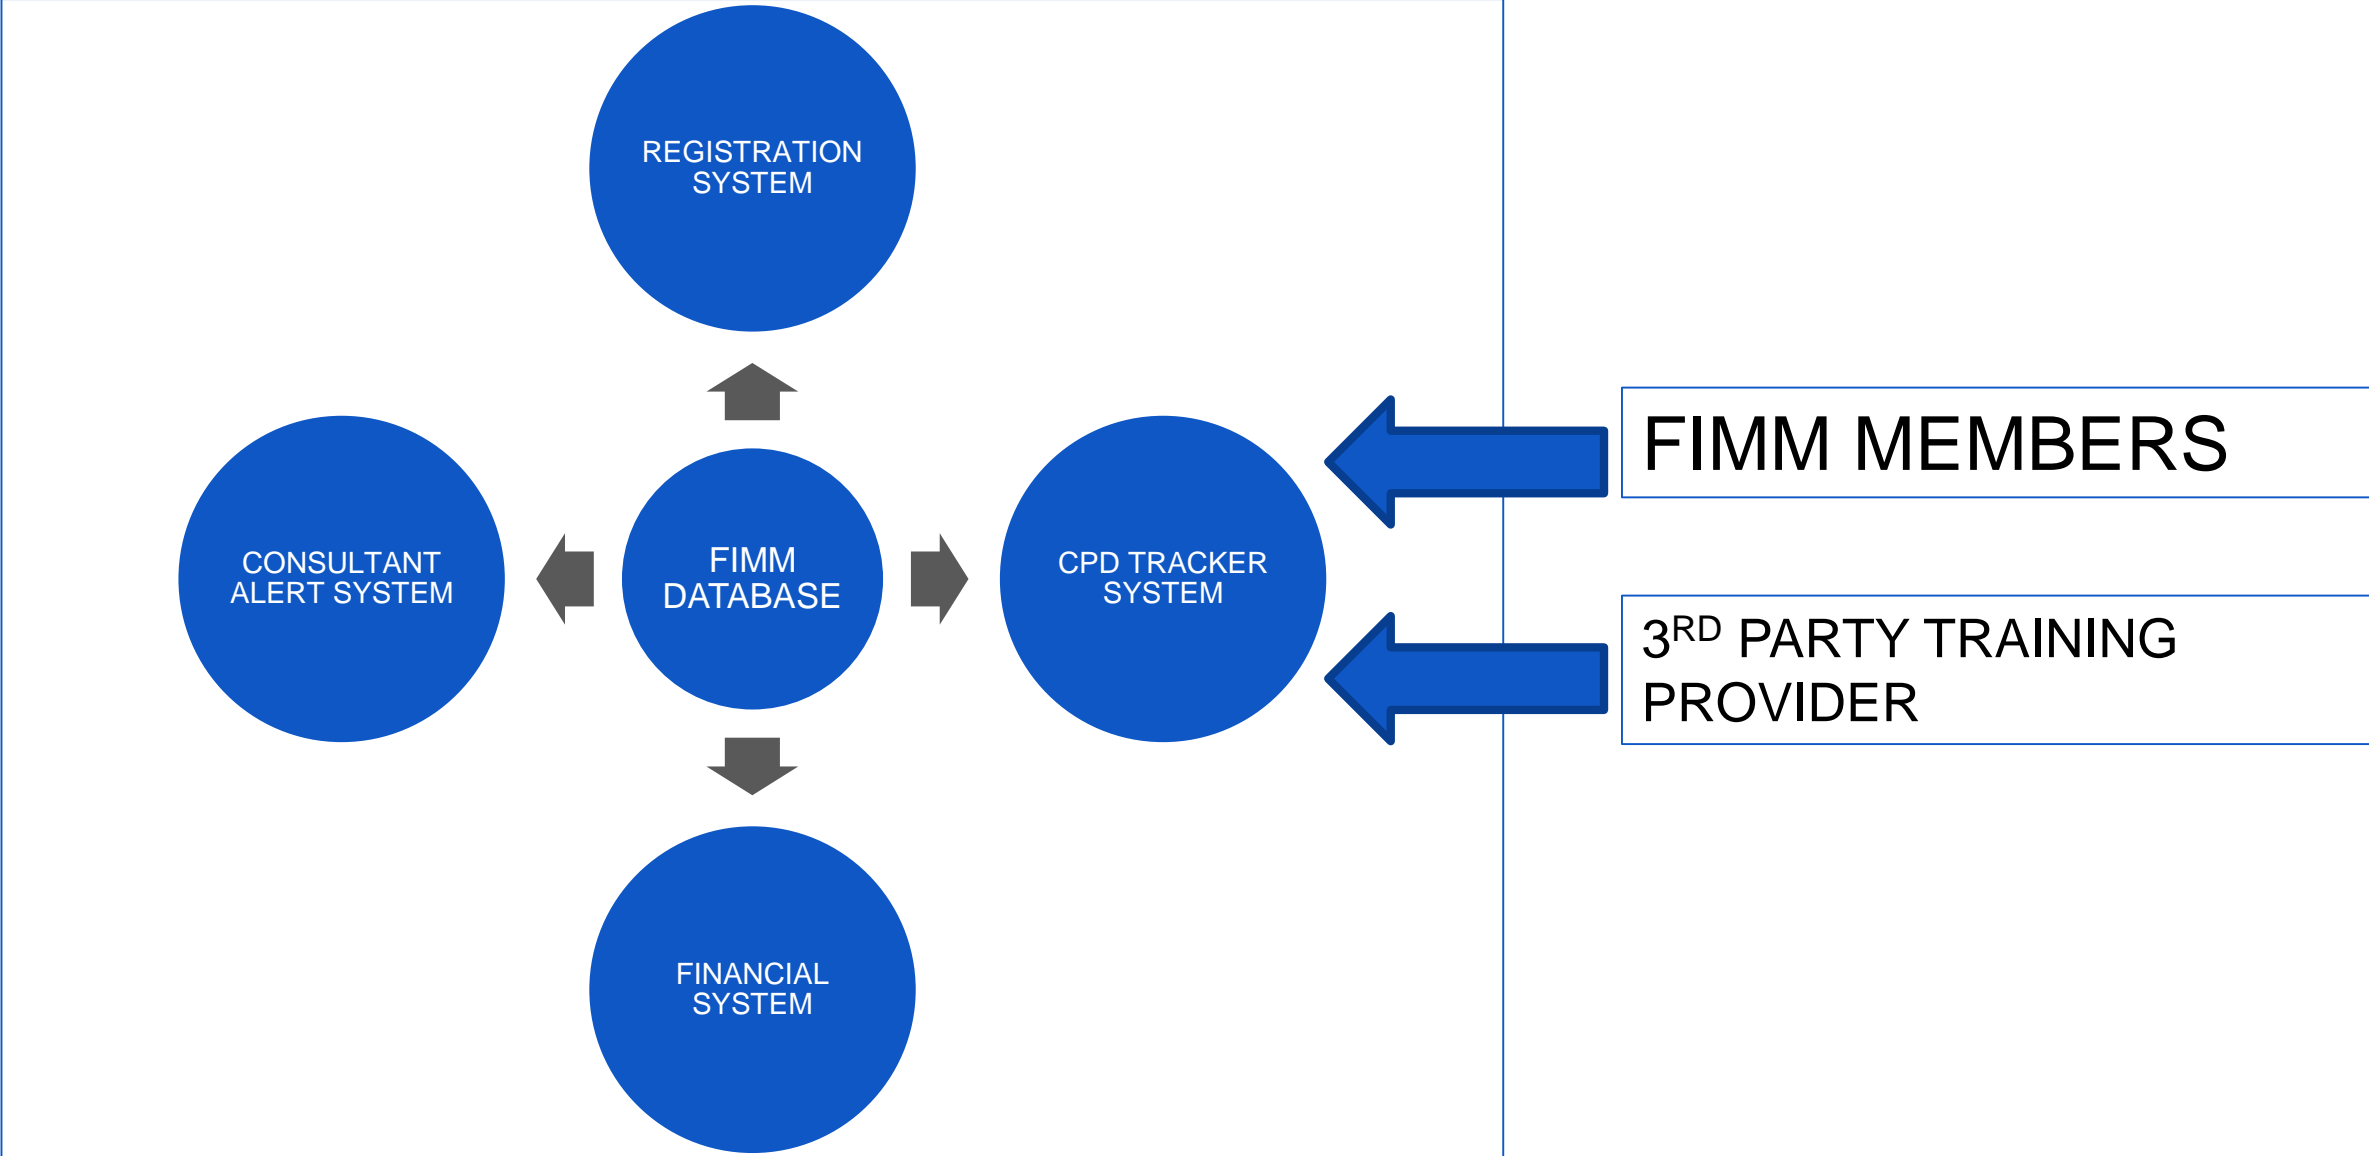 REGISTRATION
SYSTEM
CONSULTANT
ALERT SYSTEM
FIMM
DATABASE
CPD TRACKER
SYSTEM
FINANCIAL
SYSTEM
FIMM MEMBERS
3RD PARTY TRAINING
PROVIDER